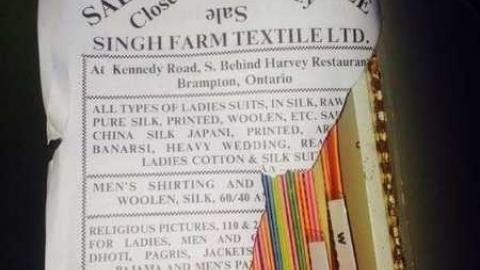 Sale
SINGH FARM TEXTILE LTD.
At Kennedy Road, S. Behind Harvey Restauran
Brampton, Ontario
ALL TYPES OF LADIES SUITS, IN SILK, RAW
PURE SILK, PRINTED, WOOLEN, ETC. SA
CHINA SILK JAPANI, PRINTED, AR
BANARSI, HEAVY WEDDING, REA
LADIES COTTON & SILK SUIT
MEN'S SHIRTING AND
WOOLEN, SILK, 60/40 A
RELIGIOUS PICTURES, 110 & 2
FOR LADIES, MEN AND
DHOTI, PAGRIS, JACKETS
PAJAMA AND MEN'S PA
W